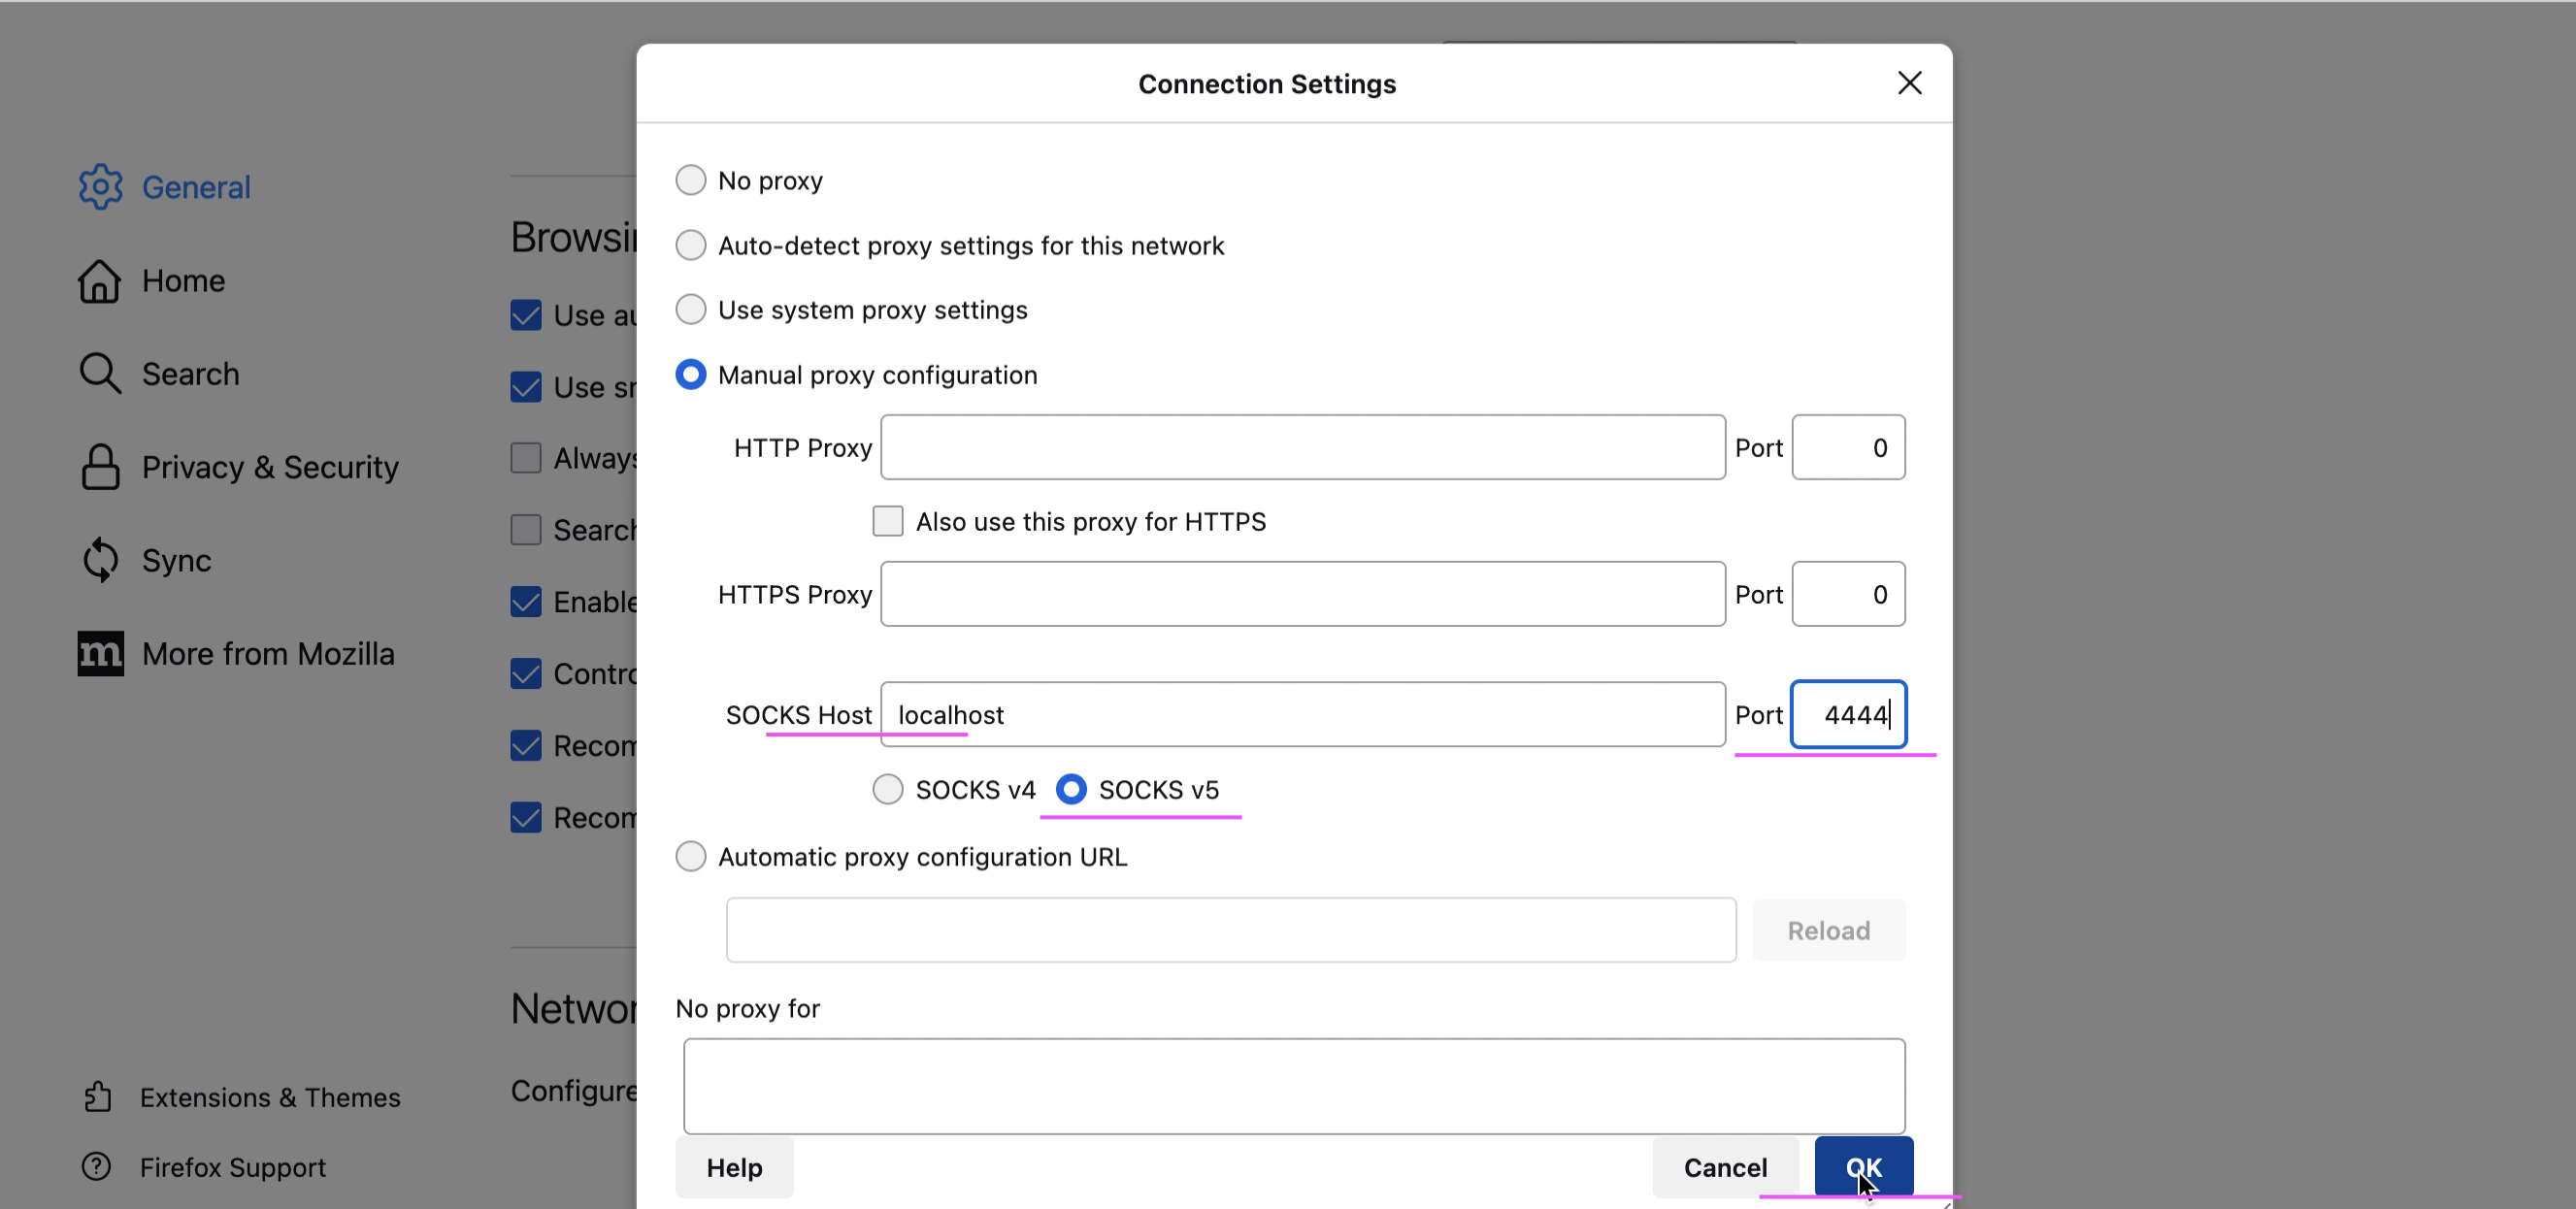 Connection Settings
General
Home
Search
Privacy & Security
Sync
More from Mozilla
Extensions & Themes
Firefox Support
Browsi
Use au
Use sr
Always
Search
Enable
Contro
Recom
Recom
Networ
Configure
No proxy
Auto-detect proxy settings for this network
Use system proxy settings
Manual proxy configuration
HTTP Proxy Port 0
Also use this proxy for HTTPS
HTTPS Proxy Port 0
SOCKS Host localhost Port 4444
SOCKS v4 SOCKS v5
Automatic proxy configuration URL
Reload
No proxy for
Help Cancel OK